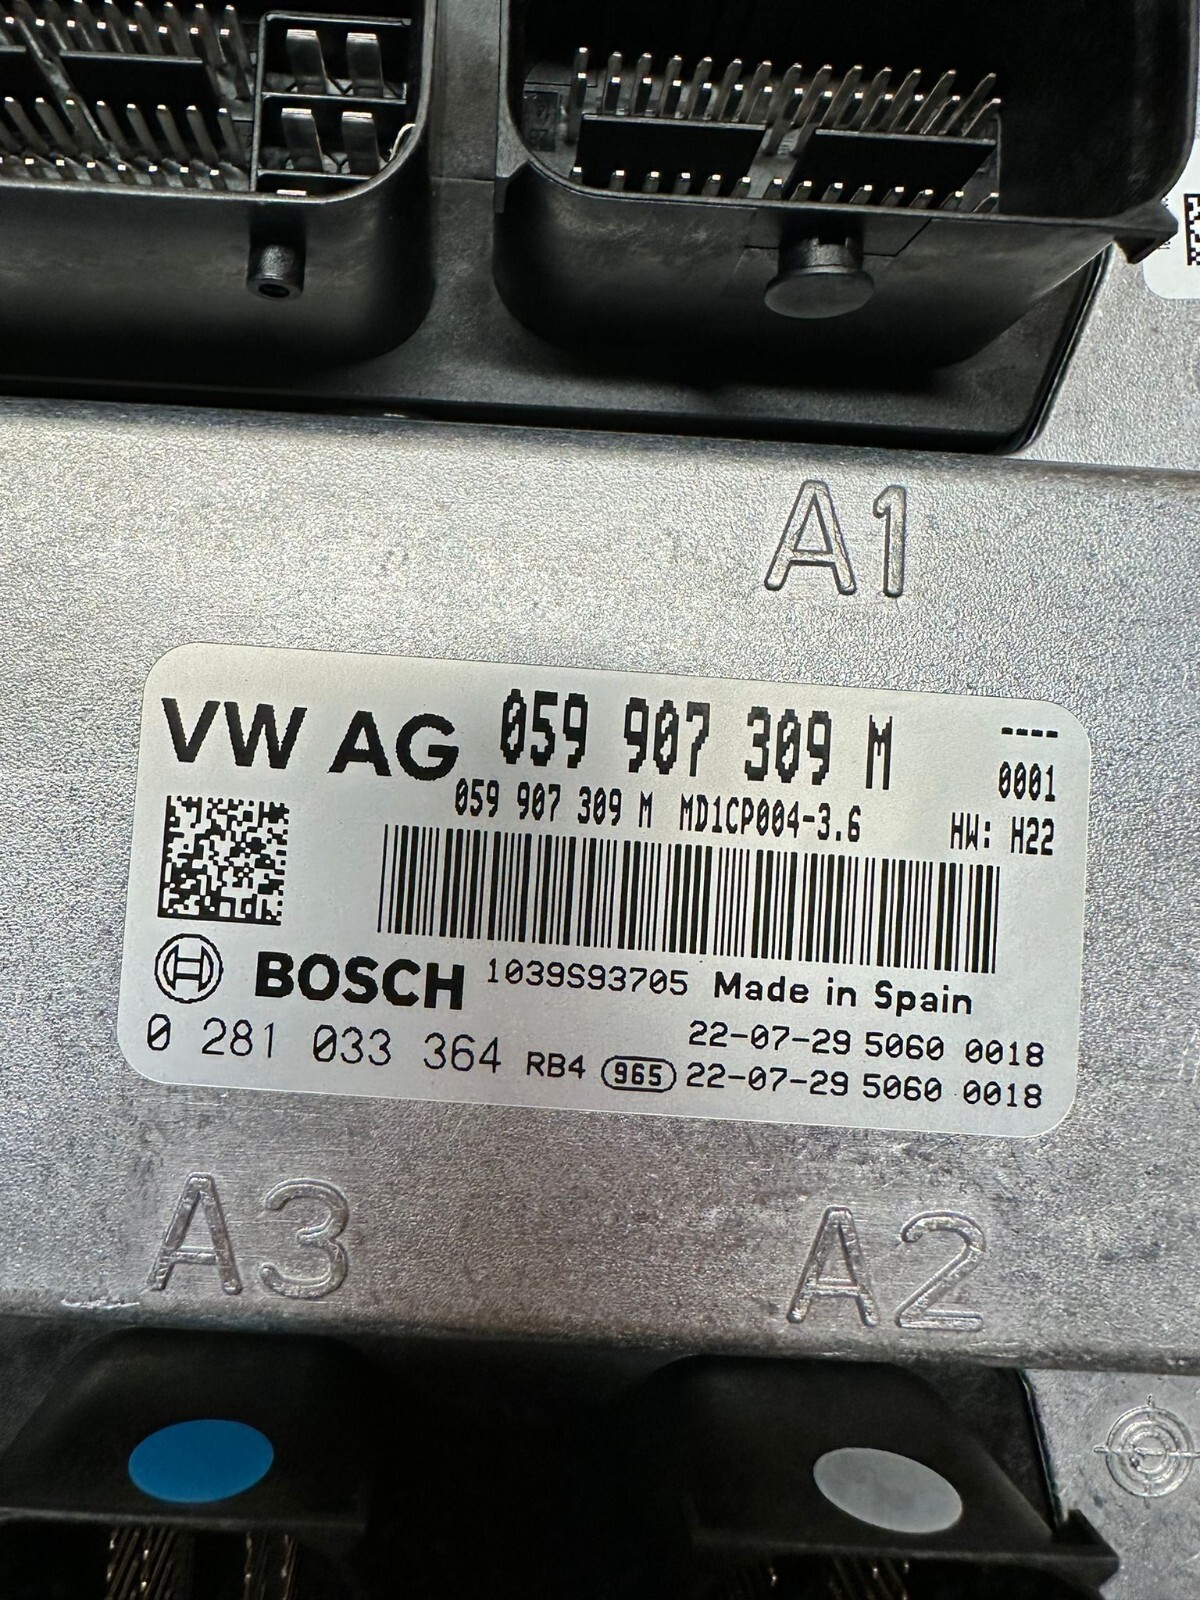 A1
VW AG 059 907 309 M ----
0001
059 907 309 M MD1CP004-3.6 HW: H22
BOSCH 1039S93705 Made in Spain
22-07-29 5060 0018
0 281 033 364 RB4 965 22-07-29 5060 0018
A3 A2